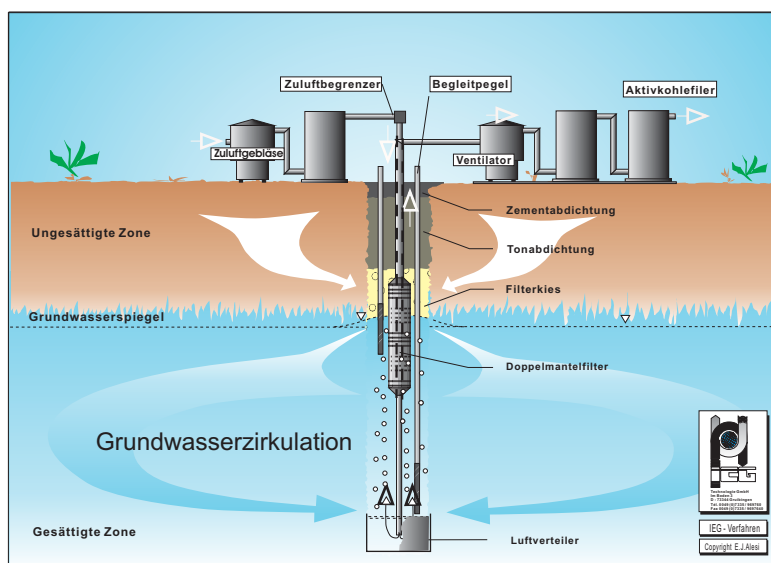 Zuluftbegrenzer
Begleitpegel
Aktivkohlefiler
Zuluftgebläse
Ventilator
Zementabdichtung
Ungesättigte Zone
Tonabdichtung
Filterkies
Grundwasserspiegel
Doppelmantelfilter
Grundwasserzirkulation
IEG
Technologie GmbH
Gesättigte Zone
Luftverteiler
IEG - Verfahren
Copyright E.J.Alesi